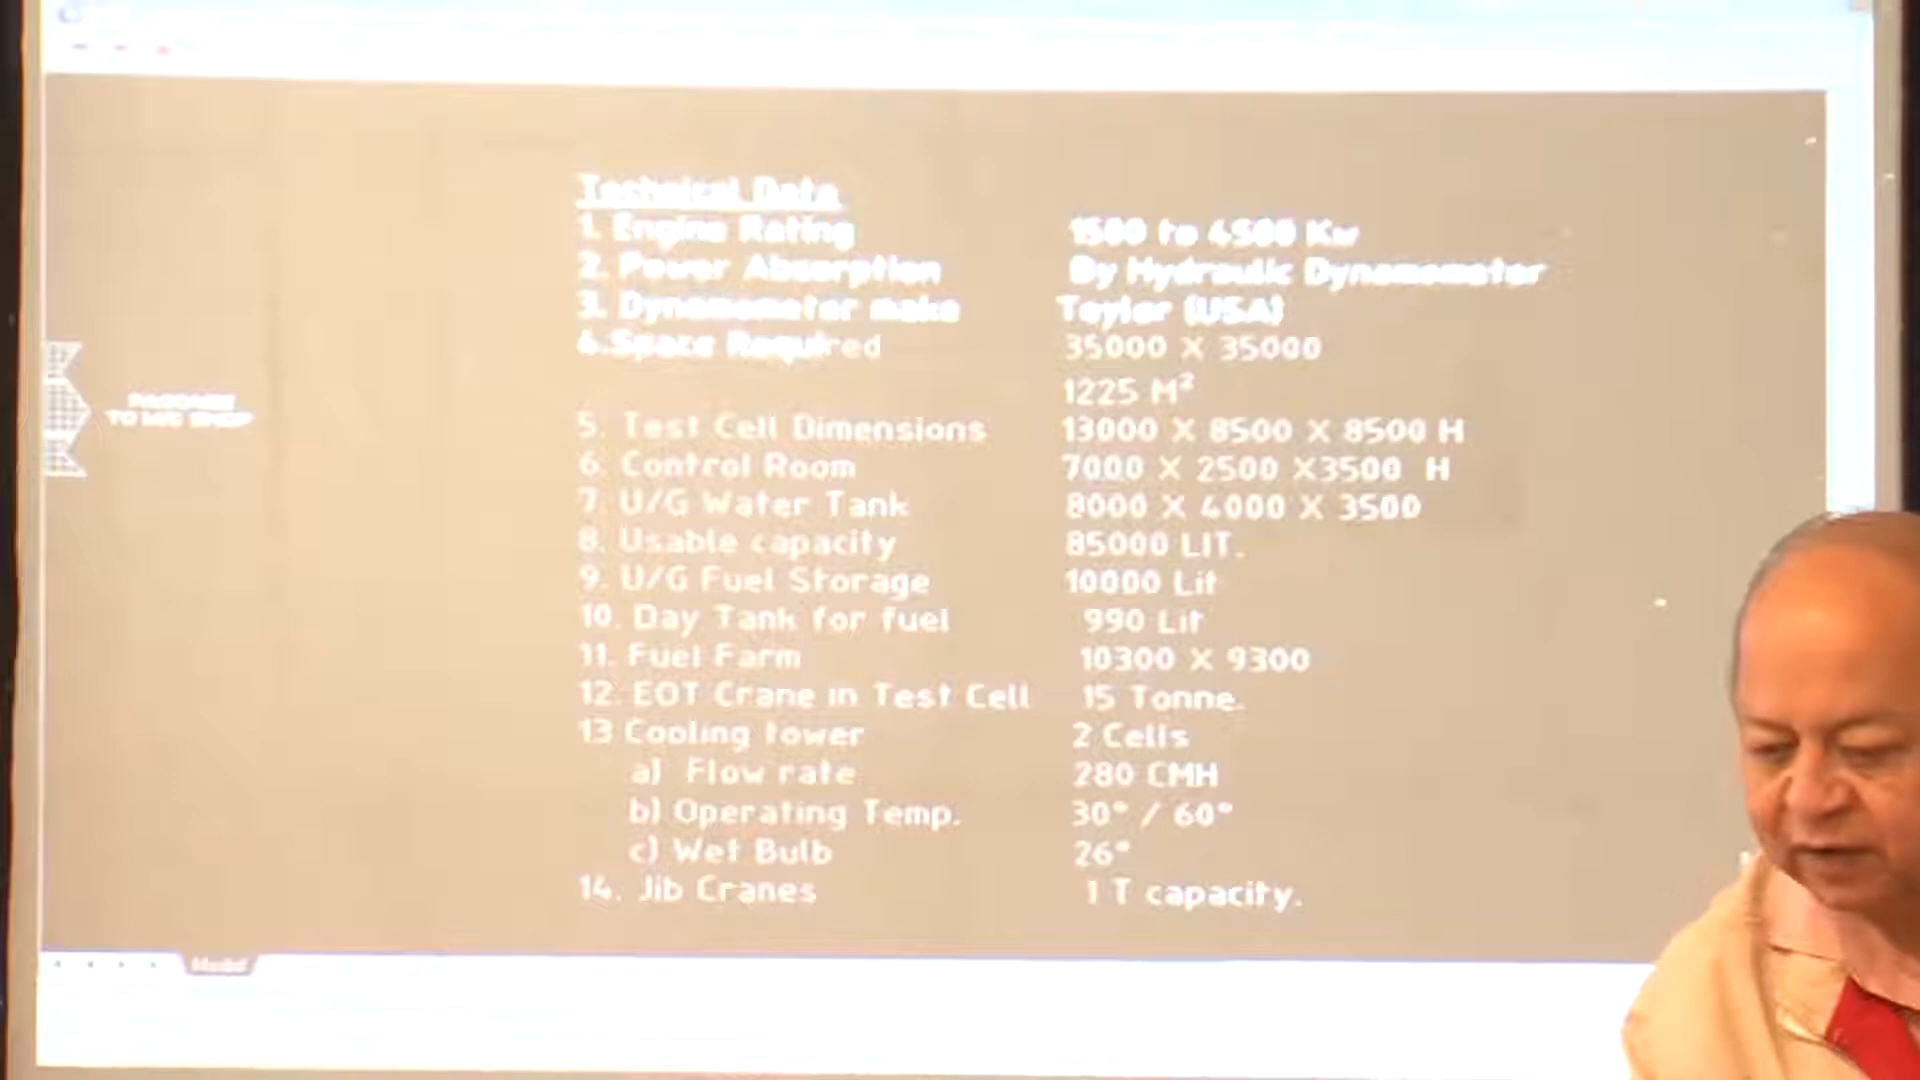 Technical Data
1. Engine Rating 1500 to 4500 Kw
2. Power Absorption By Hydraulic Dynamometer
3. Dynamometer make Taylor (USA)
4.Space Required 35000 X 35000
1225 M²
5. Test Cell Dimensions 13000 X 8500 X 8500 H
6. Control Room 7000 X 2500 X3500 H
7. U/G Water Tank 8000 X 4000 X 3500
8. Usable capacity 85000 LIT.
9. U/G Fuel Storage 10000 Lit
10. Day Tank for fuel 990 Lit
11. Fuel Farm 10300 X 9300
12. EOT Crane in Test Cell 15 Tonne.
13 Cooling tower 2 Cells
a) Flow rate 280 CMH
b) Operating Temp. 30° / 60°
c) Wet Bulb 26°
14. Jib Cranes 1 T capacity.
PASSAGE
TO M/C SHOP
Model